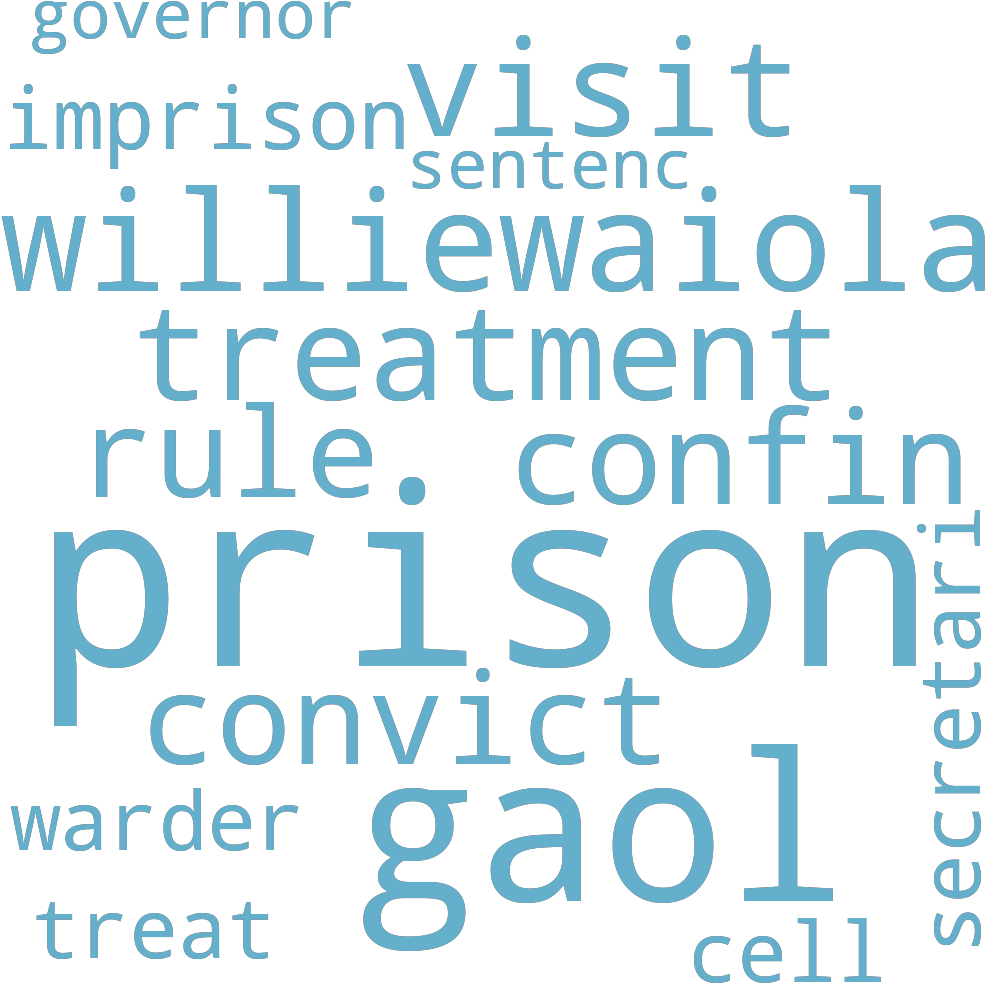 governor
visit
imprison
sentenc
williewaiola
treatment
rule
confin
prison
secretari
convict
gaol
warder
treat
cell